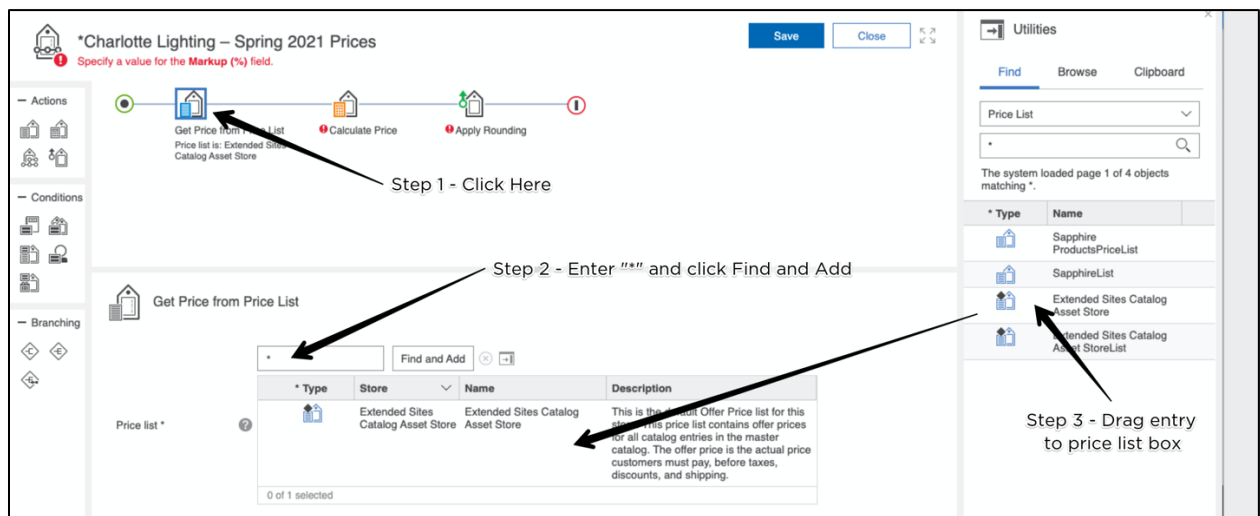 *Charlotte Lighting – Spring 2021 Prices
Specify a value for the Markup (%) field.
Save
Close
Actions
Conditions
Branching
Get Price from Price List
Price list is: Extended Sites
Catalog Asset Store
Calculate Price
Apply Rounding
Step 1 - Click Here
Step 2 - Enter "*" and click Find and Add
Get Price from Price List
*
Find and Add
* Type Store Name Description
Price list *
?
Extended Sites
Catalog Asset Store
Extended Sites Catalog
Asset Store
This is the default Offer Price list for this
store. This price list contains offer prices
for all catalog entries in the master
catalog. The offer price is the actual price
customers must pay, before taxes,
discounts, and shipping.
0 of 1 selected
Utilities
Find Browse Clipboard
Price List
*
The system loaded page 1 of 4 objects
matching *.
* Type Name
Sapphire
ProductsPriceList
SapphireList
Extended Sites Catalog
Asset Store
Extended Sites Catalog
Asset StoreList
Step 3 - Drag entry
to price list box